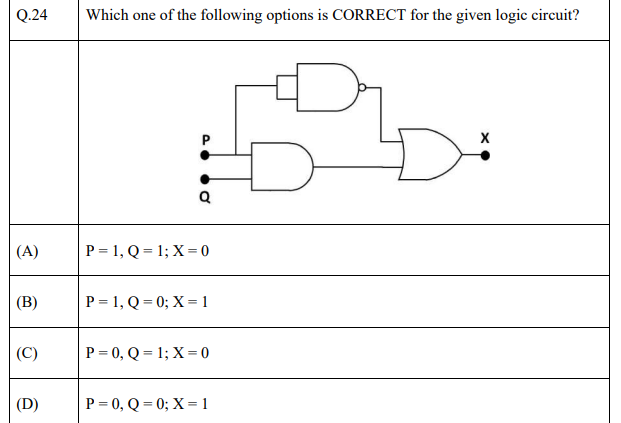 Q.24 Which one of the following options is CORRECT for the given logic circuit?
P
X
Q
(A) P = 1, Q = 1; X = 0
(B) P = 1, Q = 0; X = 1
(C) P = 0, Q = 1; X = 0
(D) P = 0, Q = 0; X = 1